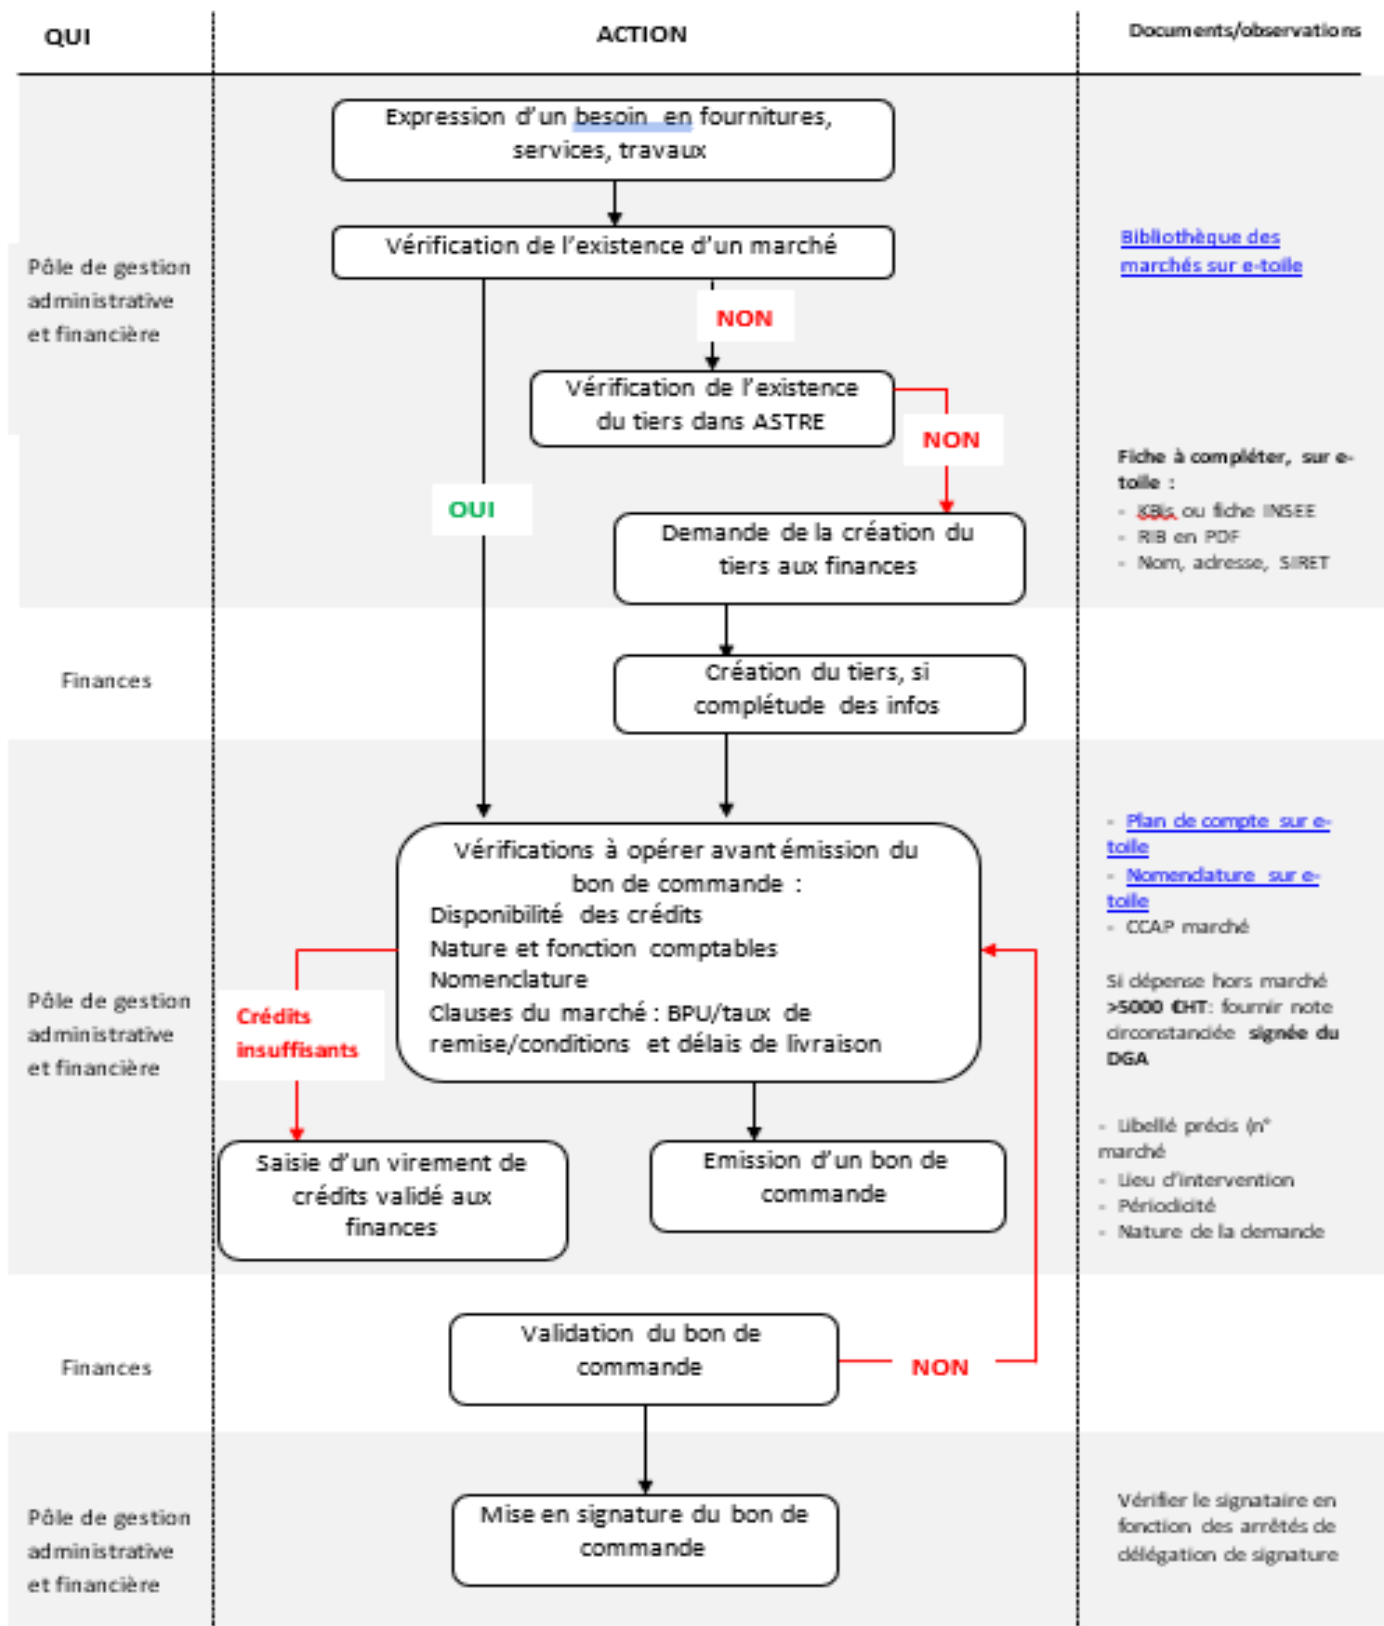 QUI
ACTION
Documents/observations
Expression d'un besoin en fournitures,
services, travaux
Pôle de gestion
administrative
et financière
Vérification de l'existence d'un marché
Bibliothèque des
marchés sur e-toile
NON
Vérification de l'existence
du tiers dans ASTRE
NON
OUI
Fiche à compléter, sur e-
toile :
- KBis ou fiche INSEE
- RIB en PDF
- Nom, adresse, SIRET
Demande de la création du
tiers aux finances
Finances
Création du tiers, si
complétude des infos
Pôle de gestion
administrative
et financière
Vérifications à opérer avant émission du
bon de commande :
Disponibilité des crédits
Nature et fonction comptables
Nomenclature
Clauses du marché : BPU/taux de
remise/conditions et délais de livraison
- Plan de compte sur e-
toile
- Nomenclature sur e-
toile
- CCAP marché
Si dépense hors marché
>5000 €HT: fournir note
circonstanciée signée du
DGA
Crédits
insuffisants
Saisie d'un virement de
crédits validé aux
finances
Emission d'un bon de
commande
- Libellé précis (n°
marché
- Lieu d'intervention
- Périodicité
- Nature de la demande
Finances
Validation du bon de
commande
NON
Pôle de gestion
administrative
et financière
Mise en signature du bon de
commande
Vérifier le signataire en
fonction des arrêtés de
délégation de signature